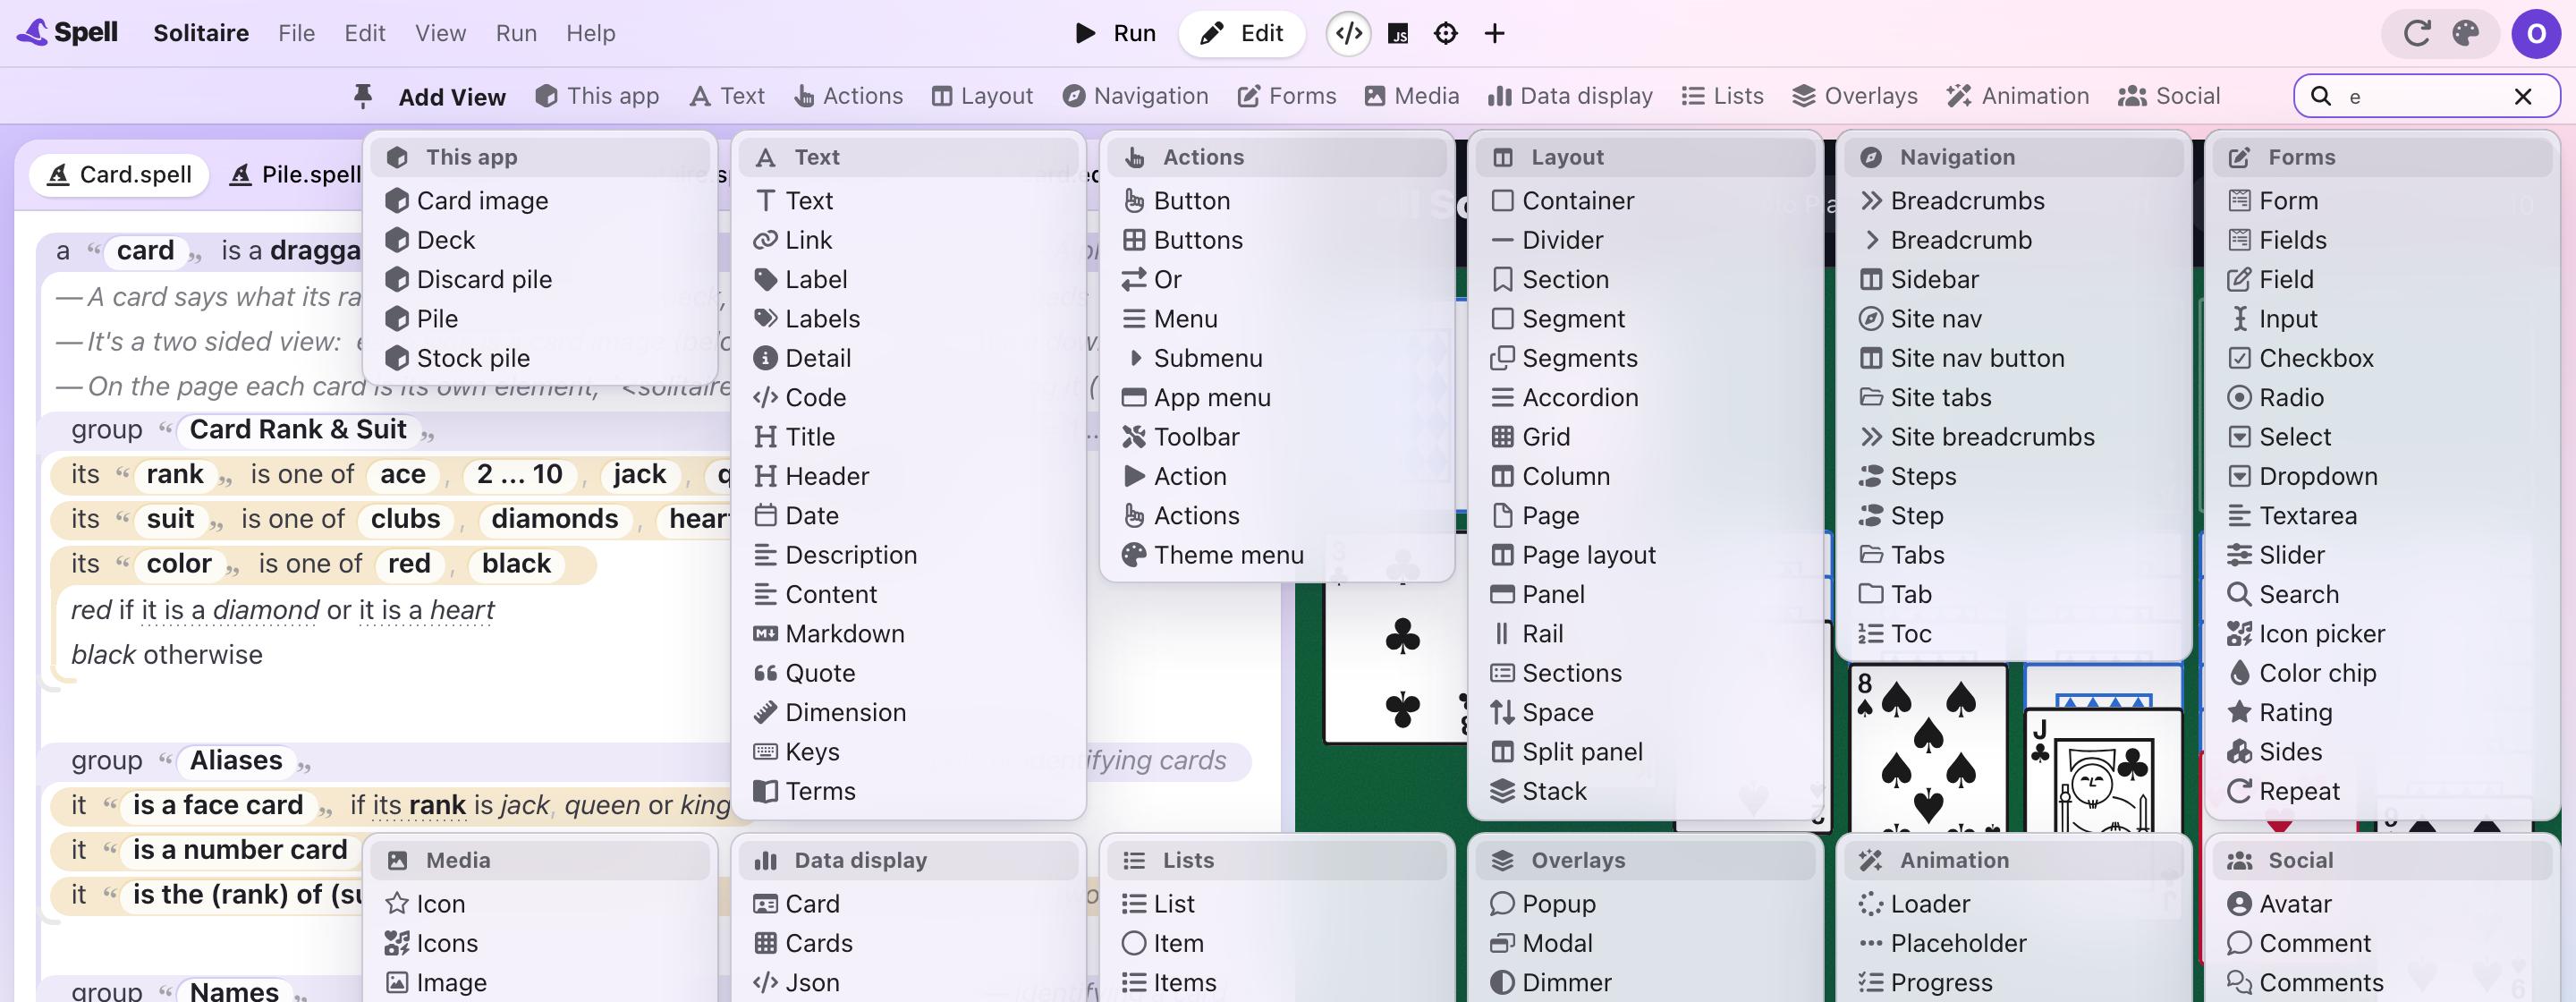 Spell Solitaire File Edit View Run Help Run Edit JS O
Add View This app Text Actions Layout Navigation Forms Media Data display Lists Overlays Animation Social e
Card.spell Pile.spell
This app
Card image
Deck
Discard pile
Pile
Stock pile
Text
Text
Link
Label
Labels
Detail
Code
Title
Header
Date
Description
Content
Markdown
Quote
Dimension
Keys
Terms
Actions
Button
Buttons
Or
Menu
Submenu
App menu
Toolbar
Action
Actions
Theme menu
Layout
Container
Divider
Section
Segment
Segments
Accordion
Grid
Column
Page
Page layout
Panel
Rail
Sections
Space
Split panel
Stack
Navigation
Breadcrumbs
Breadcrumb
Sidebar
Site nav
Site nav button
Site tabs
Site breadcrumbs
Steps
Step
Tabs
Tab
Toc
Forms
Form
Fields
Field
Input
Checkbox
Radio
Select
Dropdown
Textarea
Slider
Search
Icon picker
Color chip
Rating
Sides
Repeat
Media
Icon
Icons
Image
Data display
Card
Cards
Json
Lists
List
Item
Items
Overlays
Popup
Modal
Dimmer
Animation
Loader
Placeholder
Progress
Social
Avatar
Comment
Comments
a “ card ” is a
— A card says what its
— It's a two sided view:
— On the page each card is its own element, '<solitaire
group “ Card Rank & Suit ”
its “ rank ” is one of ace , 2 ... 10 , jack ,
its “ suit ” is one of clubs , diamonds ,
its “ color ” is one of red , black
red if it is a diamond or it is a heart
black otherwise
group “ Aliases ” identifying cards
it “ is a face card ” if its rank is jack, queen or king
it “ is a number card
it “ is the (rank) of
group “ Names ”
8
J